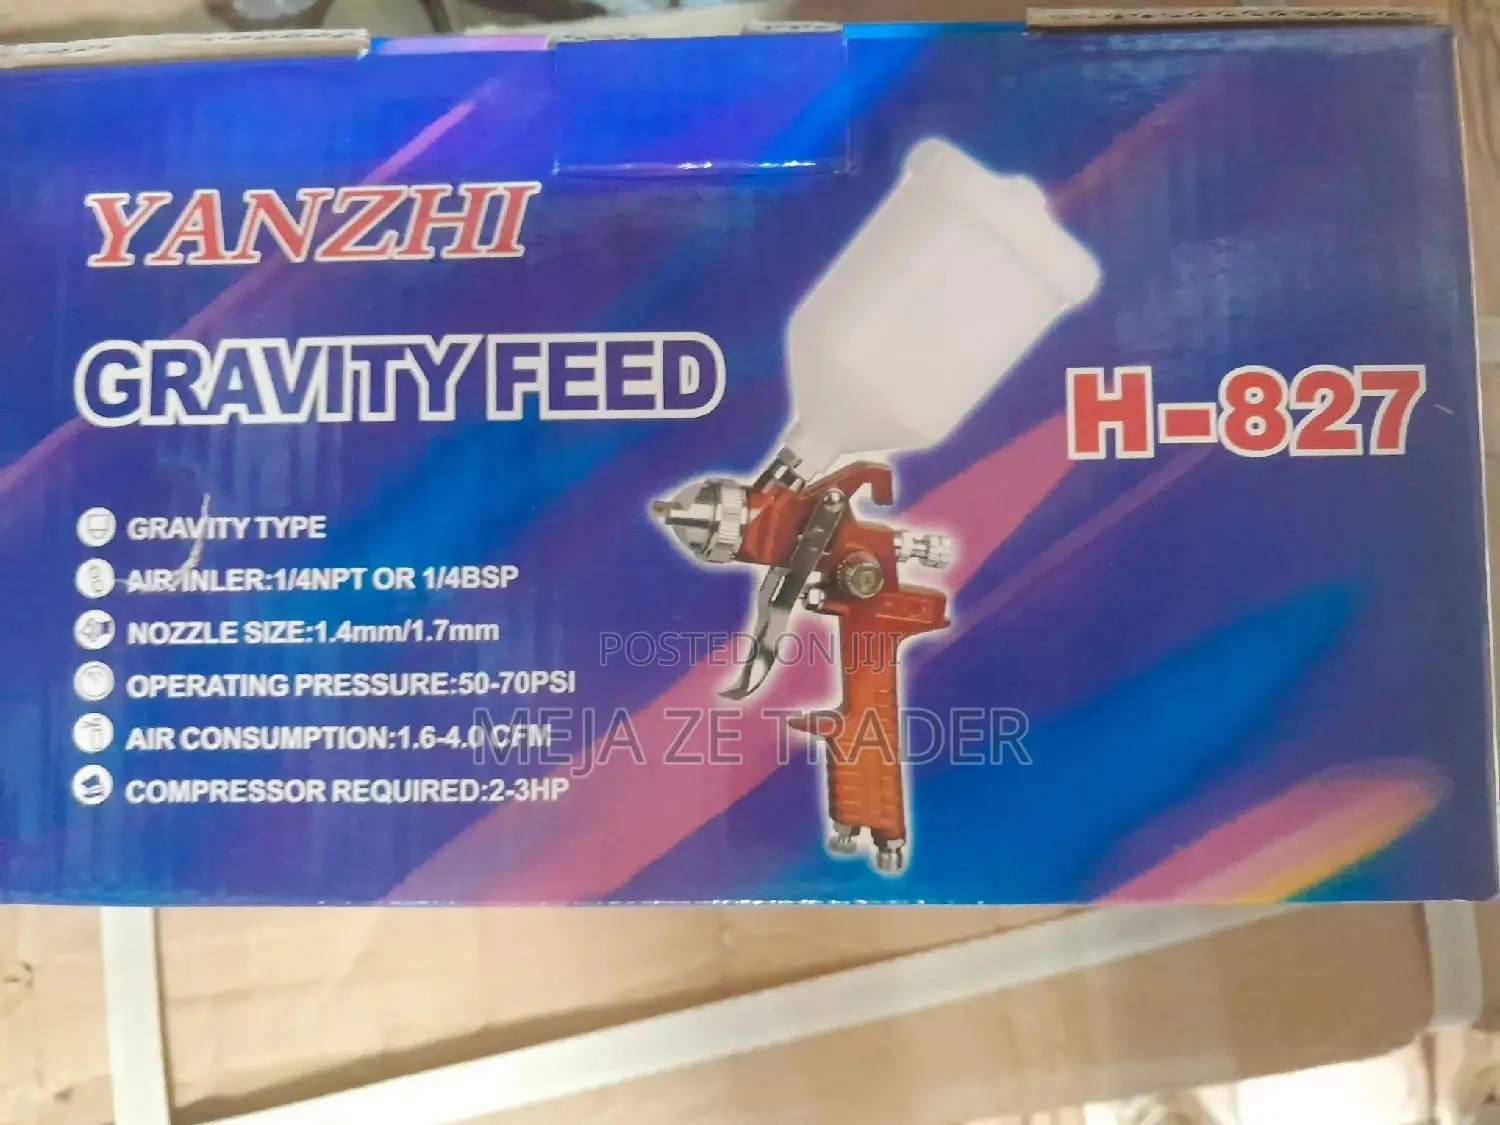 YANZHI
GRAVITY FEED
H-827
GRAVITY TYPE
AIR INLER:1/4NPT OR 1/4BSP
NOZZLE SIZE:1.4mm/1.7mm
OPERATING PRESSURE:50-70PSI
AIR CONSUMPTION:1.6-4.0 CFM
COMPRESSOR REQUIRED:2-3HP
POSTED ON JIJI
MEJA ZE TRADER